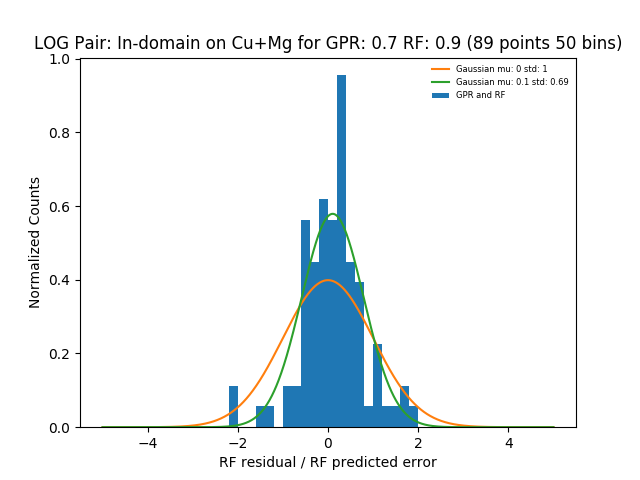 LOG Pair: In-domain on Cu+Mg for GPR: 0.7 RF: 0.9 (89 points 50 bins)
Gaussian mu: 0 std: 1
Gaussian mu: 0.1 std: 0.69
GPR and RF
Normalized Counts
1.0
0.8
0.6
0.4
0.2
0.0
−4
−2
0
2
4
RF residual / RF predicted error